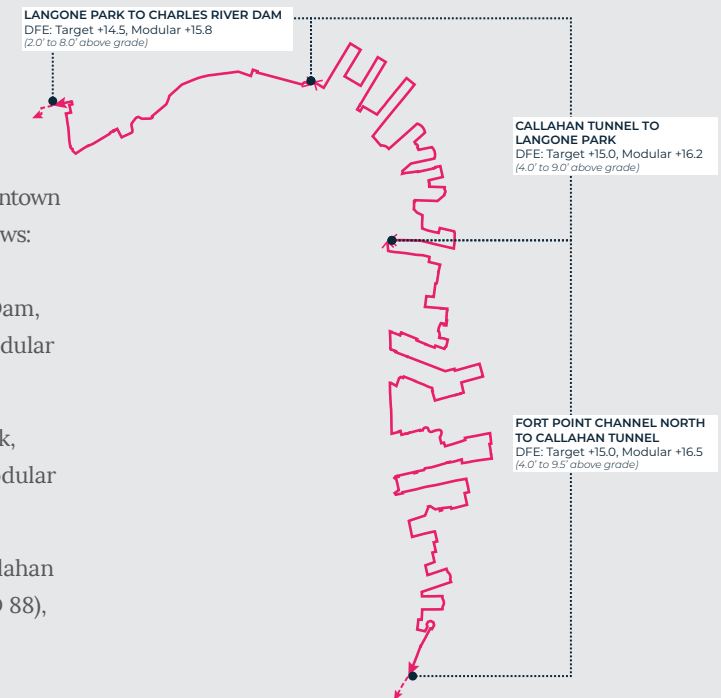 LANGONE PARK TO CHARLES RIVER DAM
DFE: Target +14.5, Modular +15.8
(2.0' to 8.0' above grade)
CALLAHAN TUNNEL TO
LANGONE PARK
DFE: Target +15.0, Modular +16.2
(4.0' to 9.0' above grade)
FORT POINT CHANNEL NORTH
TO CALLAHAN TUNNEL
DFE: Target +15.0, Modular +16.5
(4.0' to 9.5' above grade)
ntown
ws:
Dam,
dular
k,
dular
lahan
88),